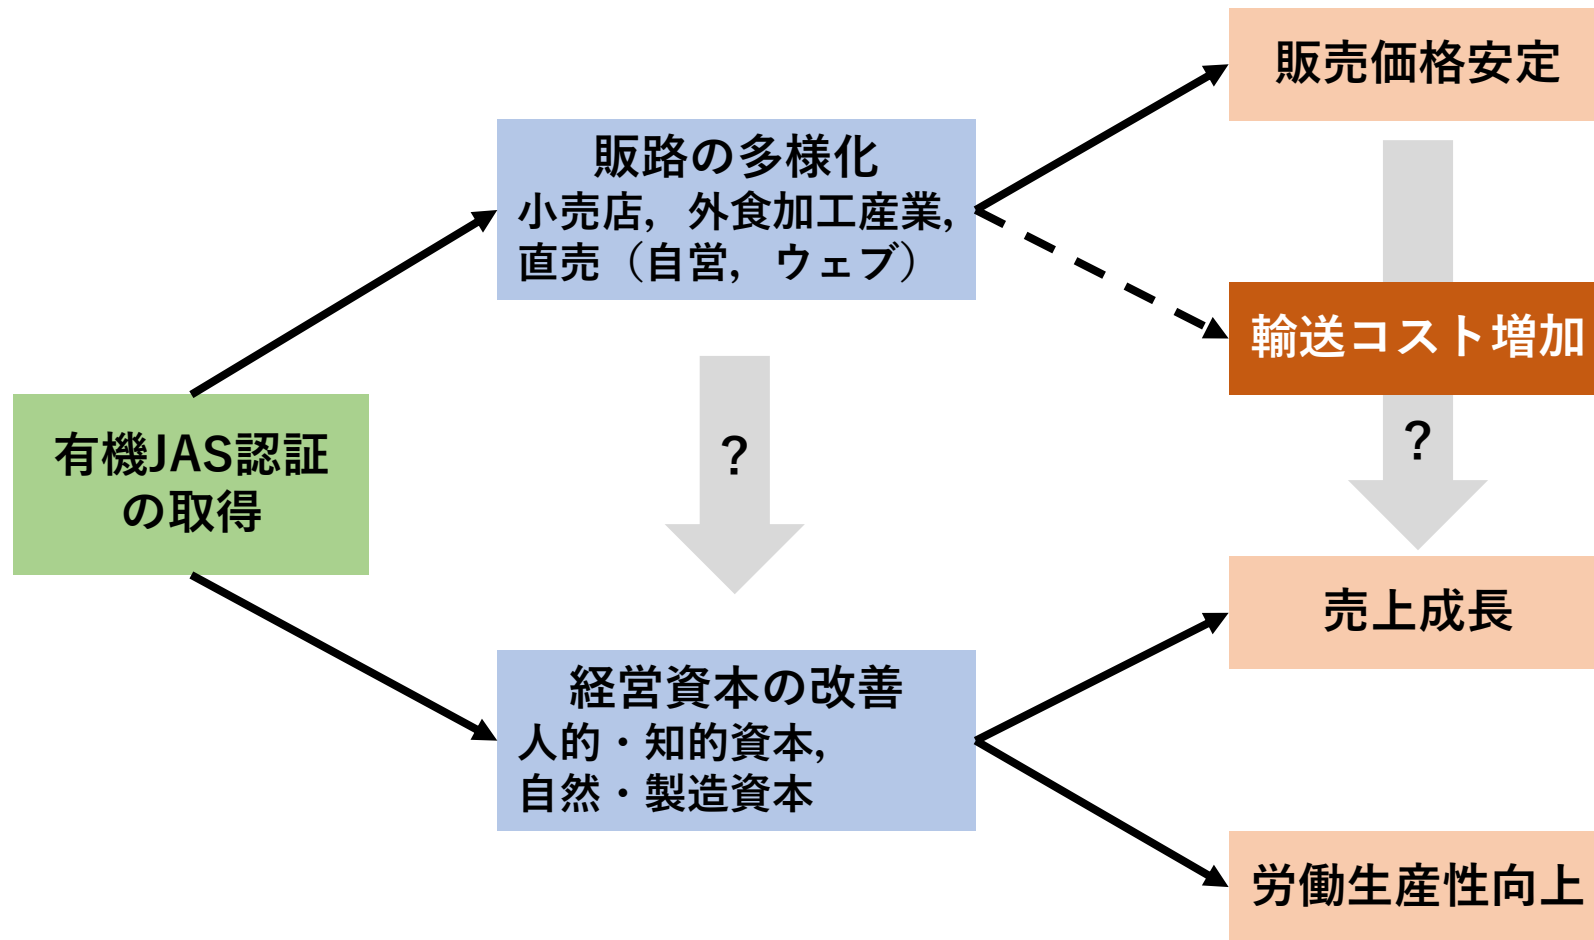 販売価格安定
販路の多様化
小売店，外食加工産業，
直売（自営，ウェブ）
輸送コスト増加
?
?
有機JAS認証
の取得
売上成長
経営資本の改善
人的・知的資本，
自然・製造資本
労働生産性向上